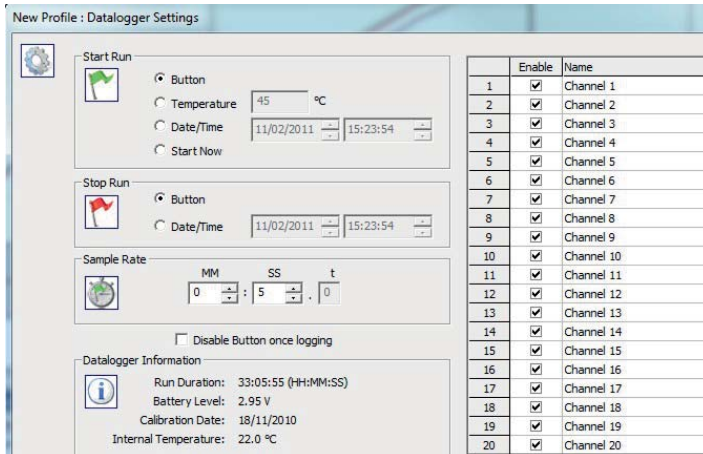 New Profile : Datalogger Settings
Start Run
Button
Temperature 45 ºC
Date/Time 11/02/2011 15:23:54
Start Now
Stop Run
Button
Date/Time 11/02/2011 15:23:54
Sample Rate
MM SS t
0 : 5 . 0
Disable Button once logging
Datalogger Information
Run Duration: 33:05:55 (HH:MM:SS)
Battery Level: 2.95 V
Calibration Date: 18/11/2010
Internal Temperature: 22.0 ºC
Enable Name
1 Channel 1
2 Channel 2
3 Channel 3
4 Channel 4
5 Channel 5
6 Channel 6
7 Channel 7
8 Channel 8
9 Channel 9
10 Channel 10
11 Channel 11
12 Channel 12
13 Channel 13
14 Channel 14
15 Channel 15
16 Channel 16
17 Channel 17
18 Channel 18
19 Channel 19
20 Channel 20